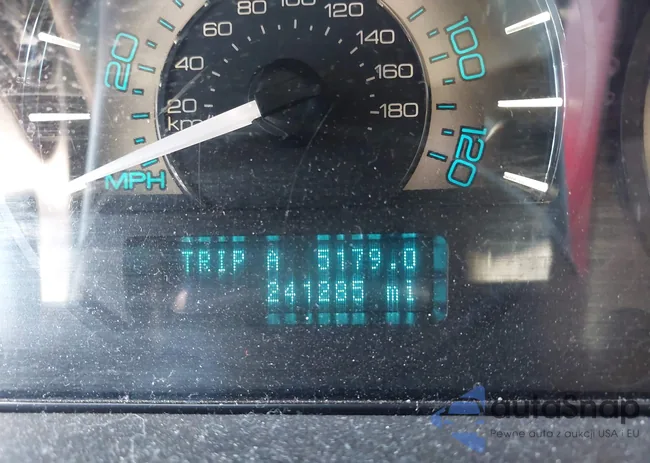 80 100 120
60 140
20 40 160 100
20 180
km/h
MPH 120
TRIP A 5179.0
241285 mi
autaSnap
Pewne auta z aukcji USA i EU